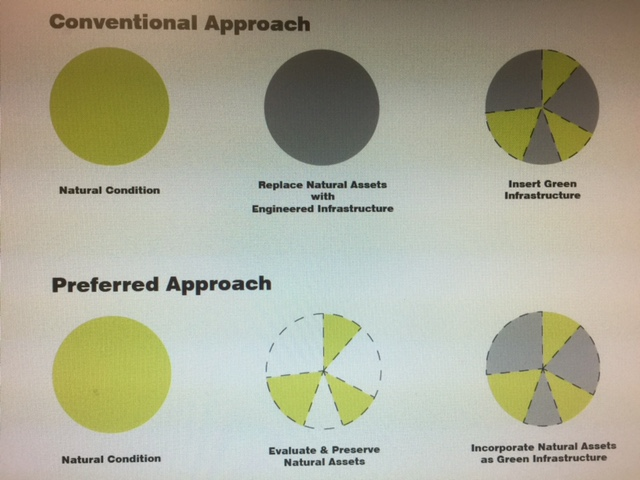 Conventional Approach
Natural Condition
Replace Natural Assets
with
Engineered Infrastructure
Insert Green
Infrastructure
Preferred Approach
Natural Condition
Evaluate & Preserve
Natural Assets
Incorporate Natural Assets
as Green Infrastructure